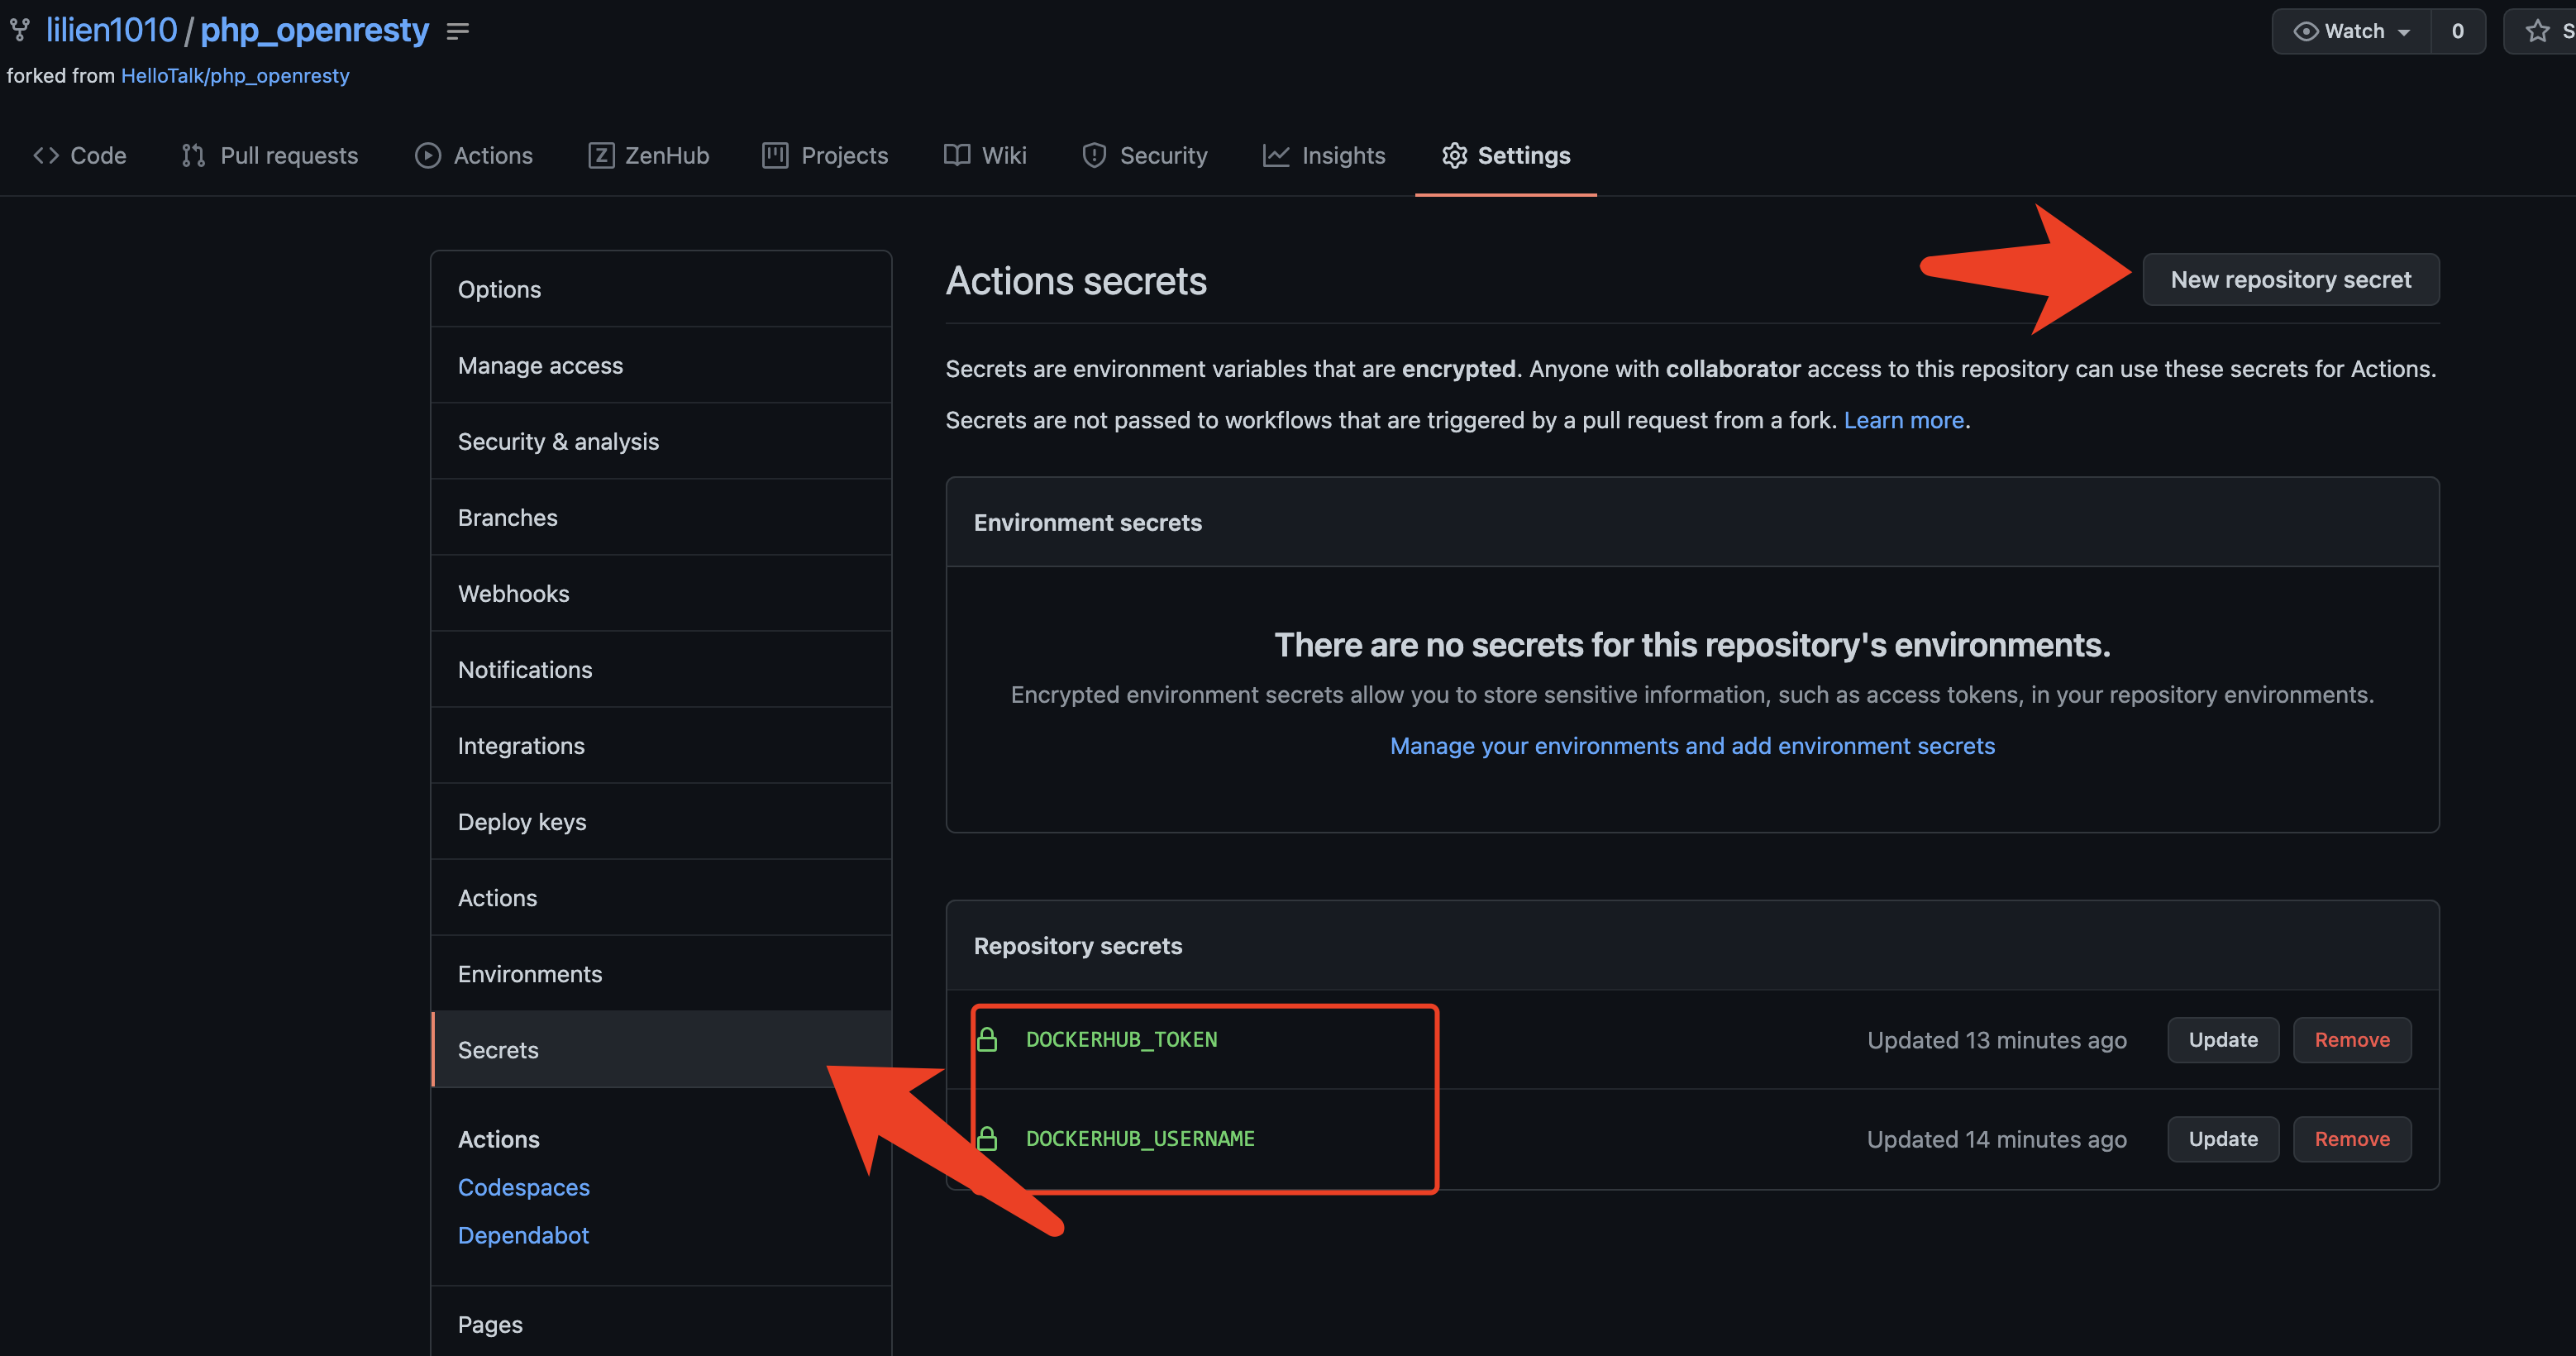 lilien1010 / php_openresty
Watch 0
S
forked from HelloTalk/php_openresty
Code Pull requests Actions ZenHub Projects Wiki Security Insights Settings
Options
Manage access
Security & analysis
Branches
Webhooks
Notifications
Integrations
Deploy keys
Actions
Environments
Secrets
Actions
Codespaces
Dependabot
Pages
Actions secrets
New repository secret
Secrets are environment variables that are encrypted. Anyone with collaborator access to this repository can use these secrets for Actions.
Secrets are not passed to workflows that are triggered by a pull request from a fork. Learn more.
Environment secrets
There are no secrets for this repository's environments.
Encrypted environment secrets allow you to store sensitive information, such as access tokens, in your repository environments.
Manage your environments and add environment secrets
Repository secrets
DOCKERHUB_TOKEN Updated 13 minutes ago Update Remove
DOCKERHUB_USERNAME Updated 14 minutes ago Update Remove